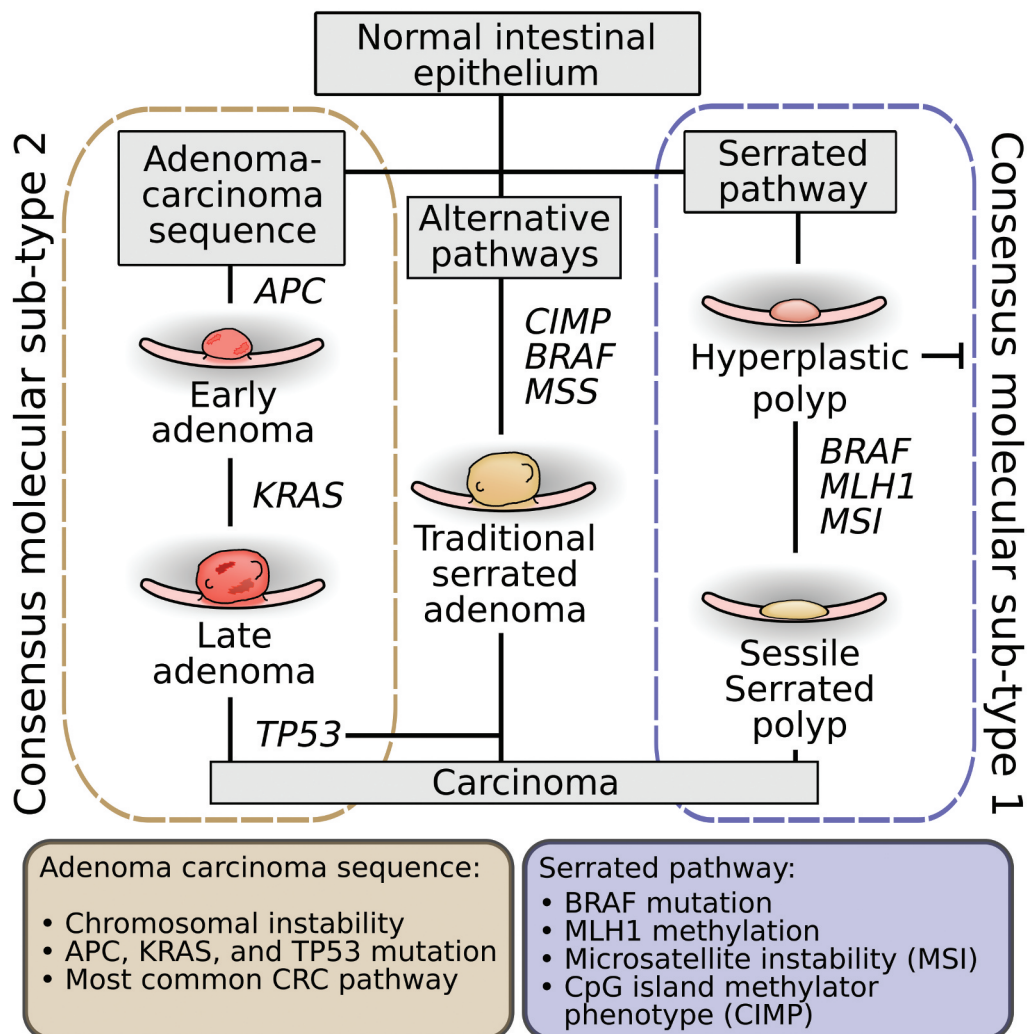 Normal intestinal
epithelium
Consensus molecular sub-type 2
Adenoma-
carcinoma
sequence
APC
Early
adenoma
KRAS
Late
adenoma
TP53
Alternative
pathways
CIMP
BRAF
MSS
Traditional
serrated
adenoma
Serrated
pathway
Hyperplastic
polyp
BRAF
MLH1
MSI
Sessile
Serrated
polyp
Consensus molecular sub-type 1
Carcinoma
Adenoma carcinoma sequence:
• Chromosomal instability
• APC, KRAS, and TP53 mutation
• Most common CRC pathway
Serrated pathway:
• BRAF mutation
• MLH1 methylation
• Microsatellite instability (MSI)
• CpG island methylator
phenotype (CIMP)